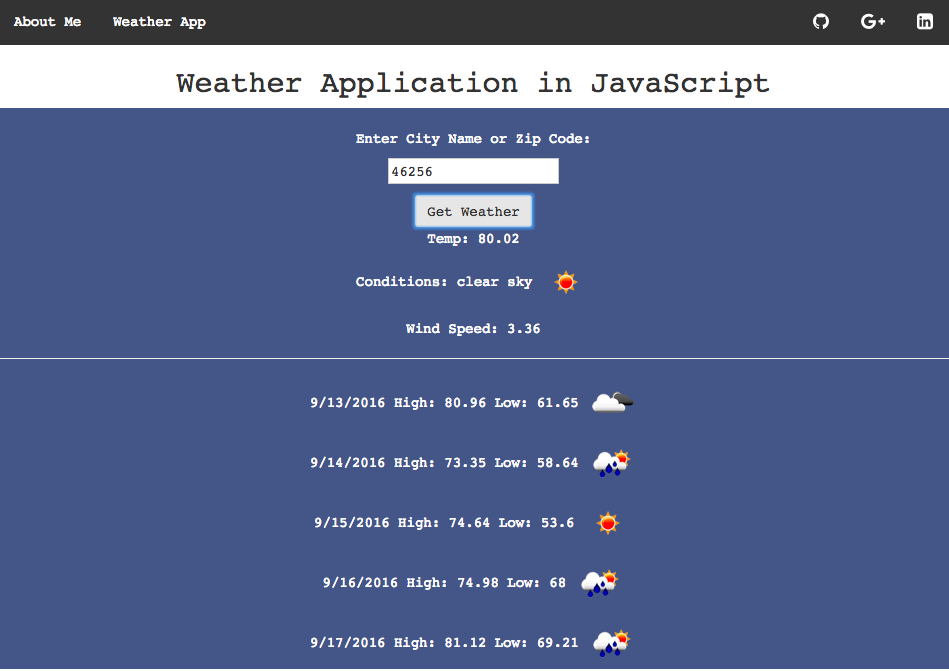 About Me Weather App G+ in
Weather Application in JavaScript
Enter City Name or Zip Code:
46256
Get Weather
Temp: 80.02
Conditions: clear sky
Wind Speed: 3.36
9/13/2016 High: 80.96 Low: 61.65
9/14/2016 High: 73.35 Low: 58.64
9/15/2016 High: 74.64 Low: 53.6
9/16/2016 High: 74.98 Low: 68
9/17/2016 High: 81.12 Low: 69.21